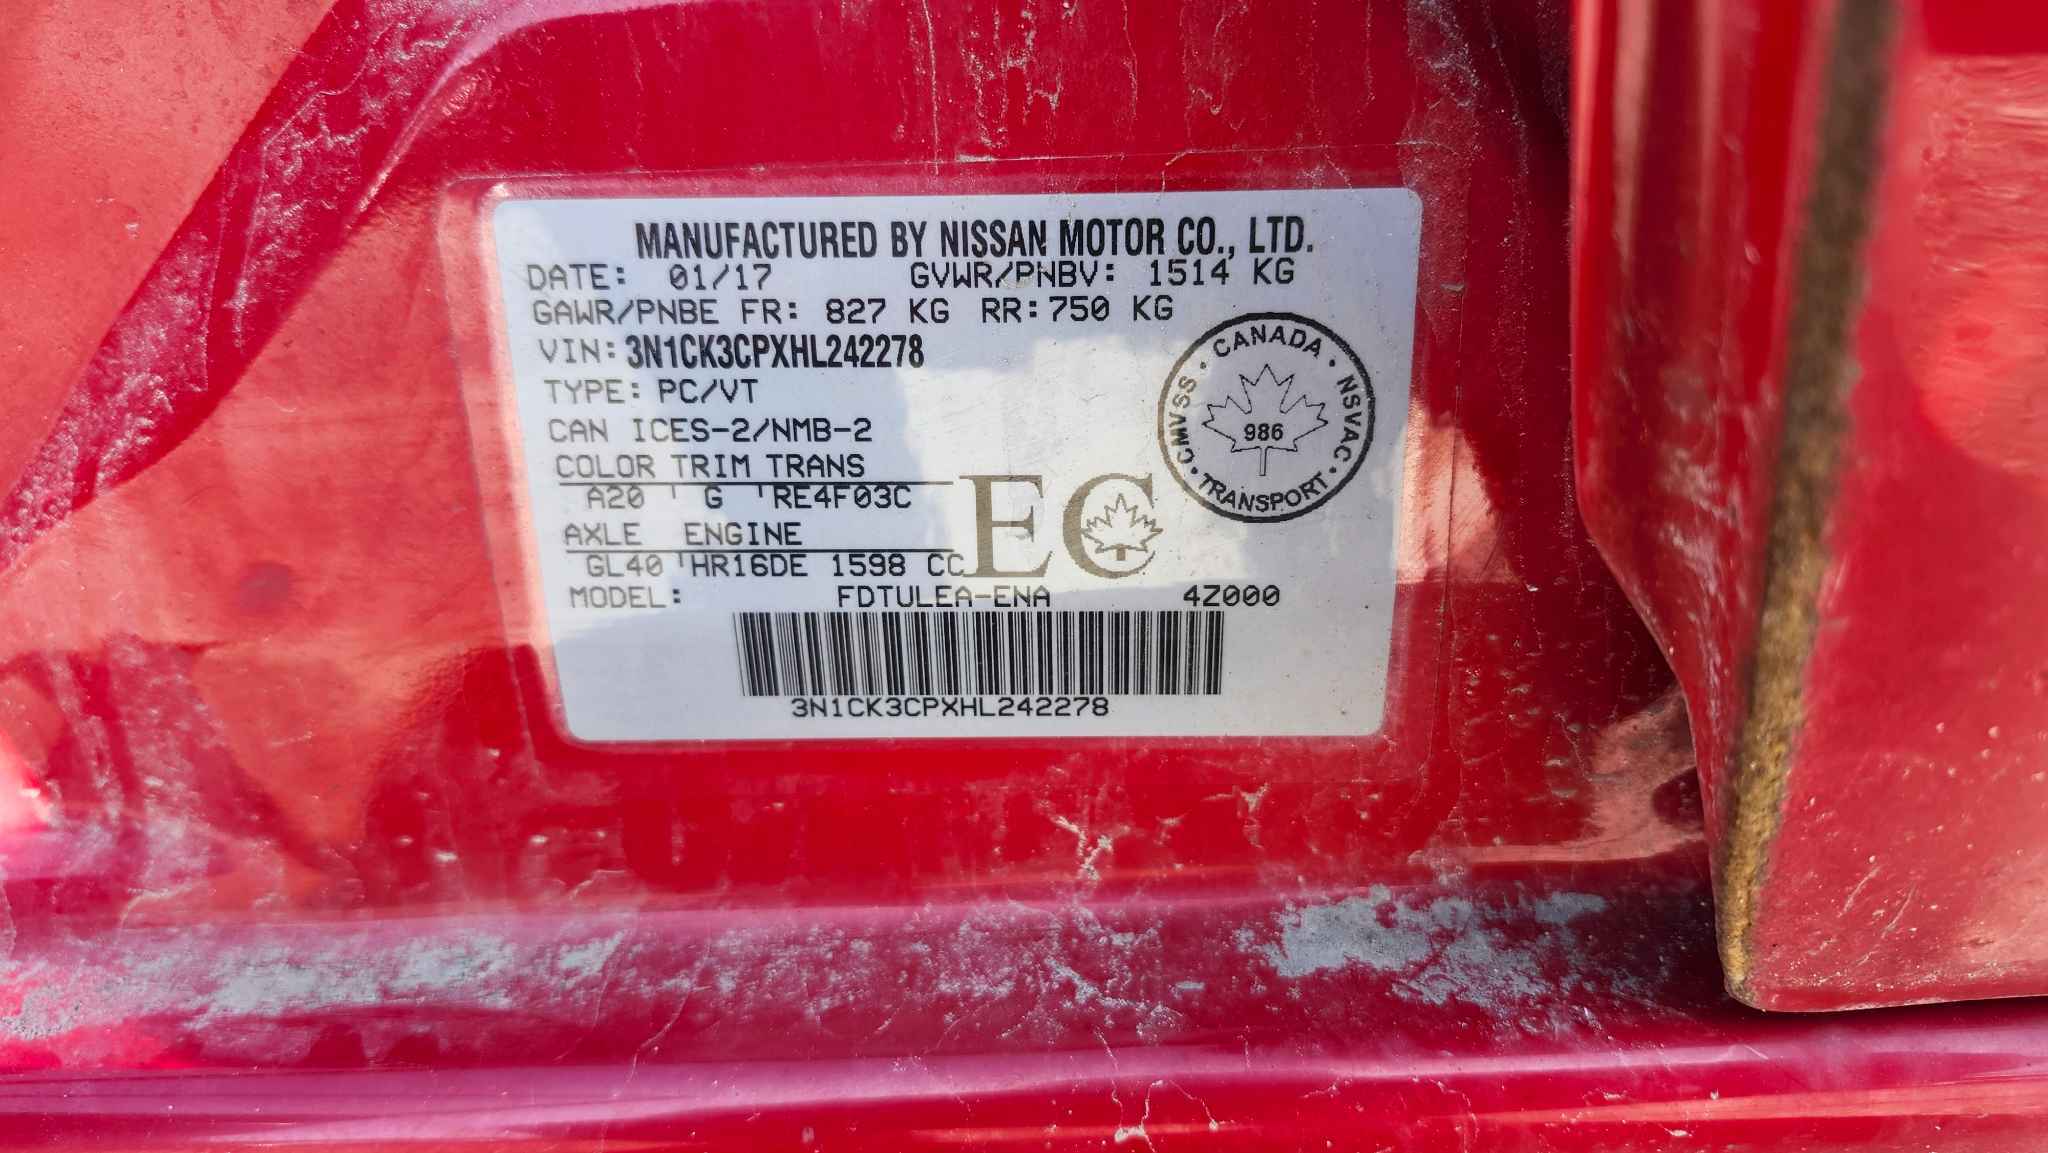 MANUFACTURED BY NISSAN MOTOR CO., LTD.
DATE: 01/17 GVWR/PNBV: 1514 KG
GAWR/PNBE FR: 827 KG RR:750 KG
VIN: 3N1CK3CPXHL242278
TYPE: PC/VT
CAN ICES-2/NMB-2
COLOR TRIM TRANS
A20 G RE4F03C
AXLE ENGINE
GL40 HR16DE 1598 CC
MODEL: FDTULEA-ENA 4Z000
3N1CK3CPXHL242278
EC
CANADA · NSVAC · TRANSPORT · CMVSS ·
986